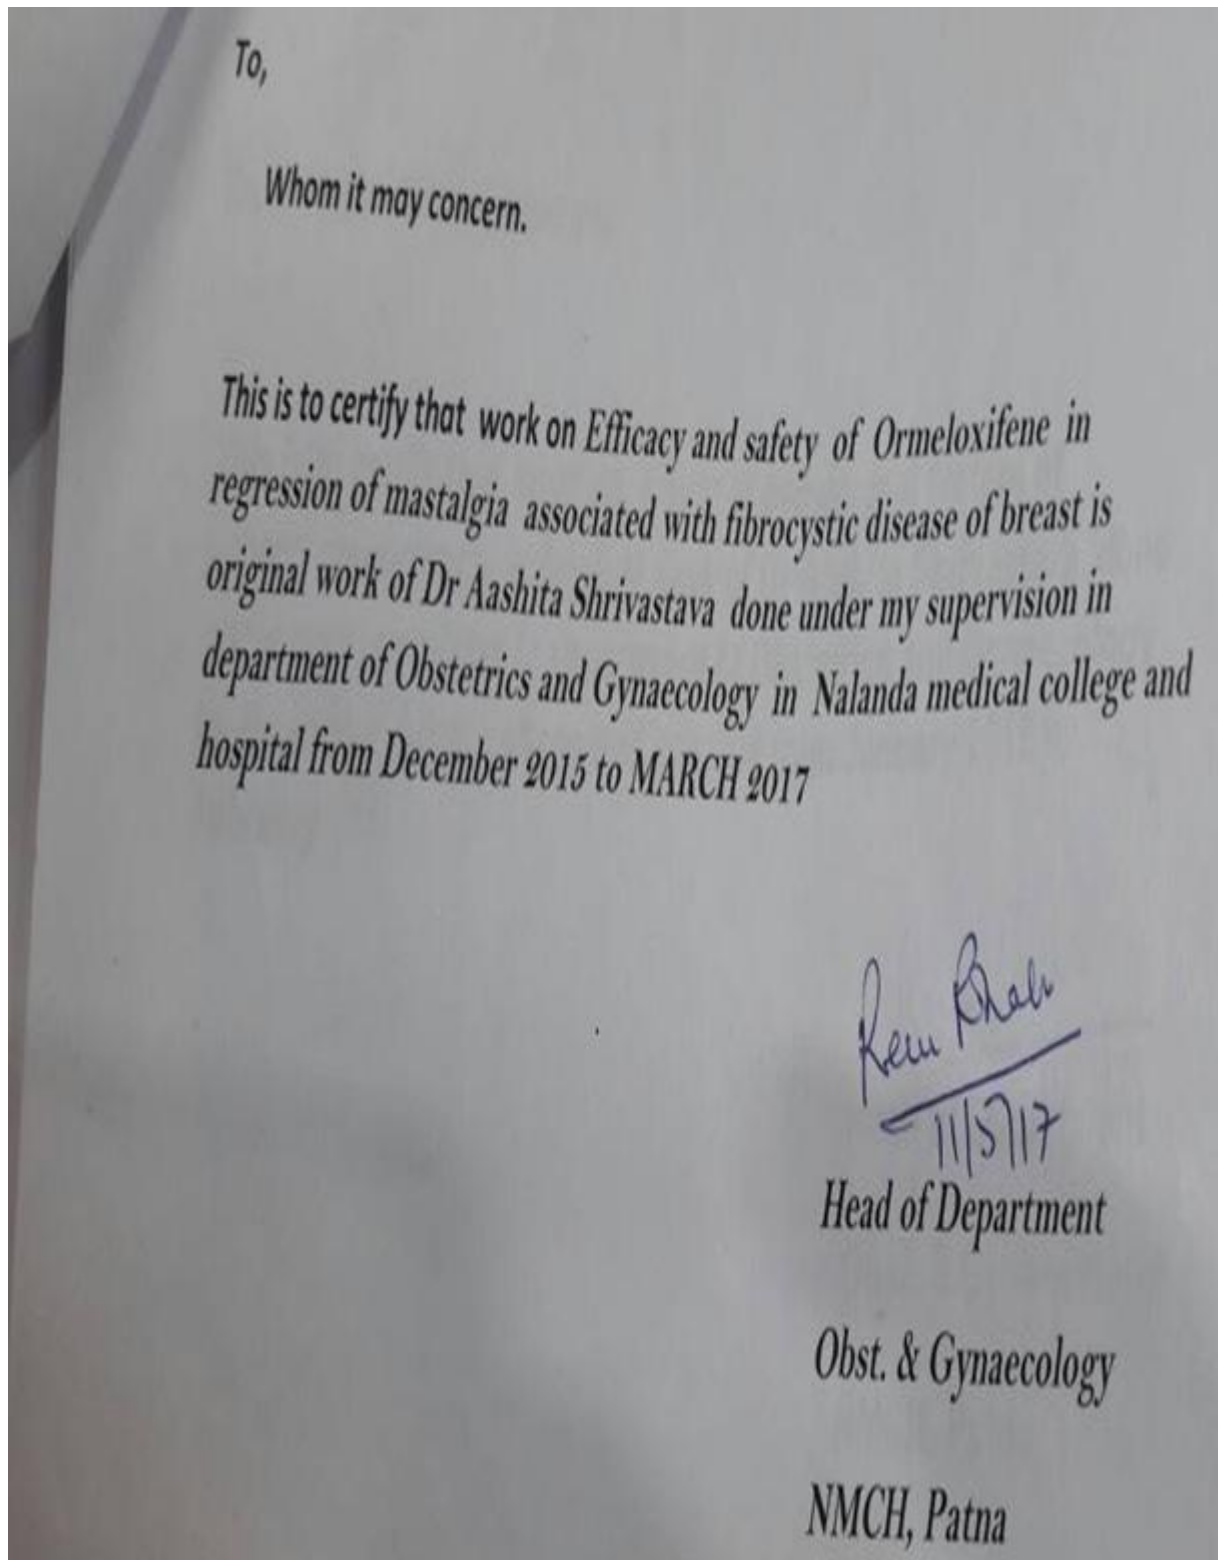 To,
Whom it may concern.
This is to certify that work on Efficacy and safety of Ormeloxifene in
regression of mastalgia associated with fibrocystic disease of breast is
original work of Dr Aashita Shrivastava done under my supervision in
department of Obstetrics and Gynaecology in Nalanda medical college and
hospital from December 2015 to MARCH 2017
11/5/17
Head of Department
Obst. & Gynaecology
NMCH, Patna